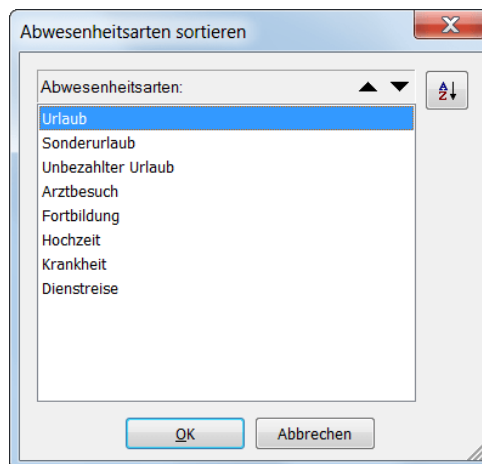 Abwesenheitsarten sortieren
Abwesenheitsarten:
Urlaub
Sonderurlaub
Unbezahlter Urlaub
Arztbesuch
Fortbildung
Hochzeit
Krankheit
Dienstreise
OK
Abbrechen